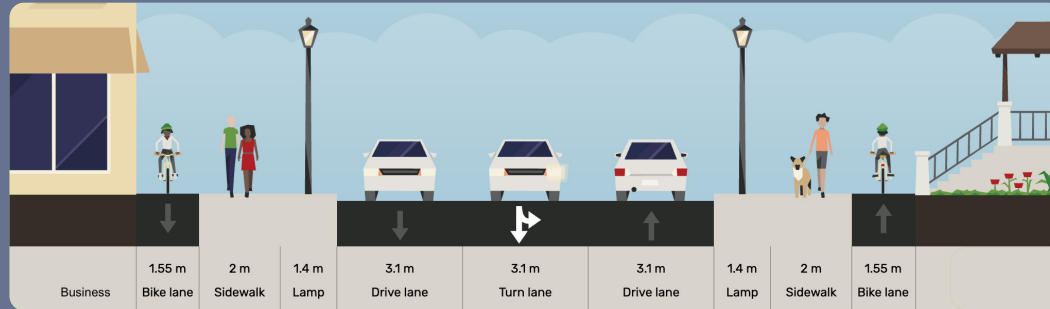 1.55 m 2 m 1.4 m 3.1 m 3.1 m 3.1 m 1.4 m 2 m 1.55 m
Business Bike lane Sidewalk Lamp Drive lane Turn lane Drive lane Lamp Sidewalk Bike lane